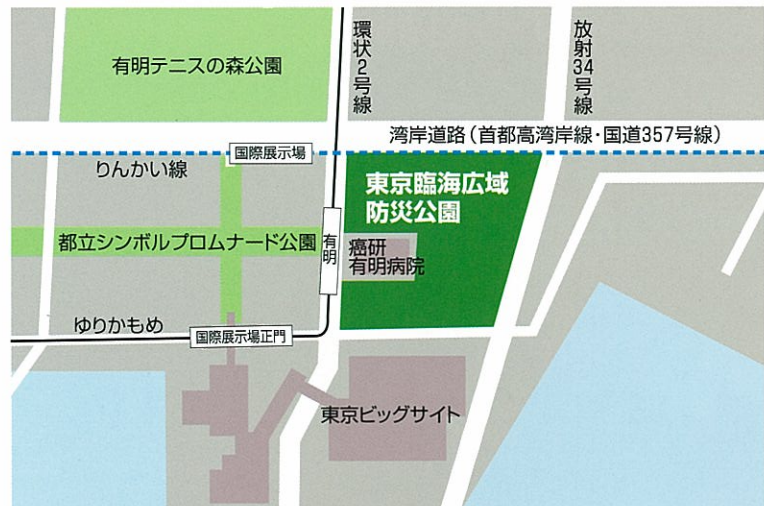 有明テニスの森公園
環状2号線
放射34号線
湾岸道路(首都高湾岸線・国道357号線)
国際展示場
りんかい線
東京臨海広域
防災公園
都立シンボルプロムナード公園
有明
癌研
有明病院
ゆりかもめ
国際展示場正門
東京ビッグサイト